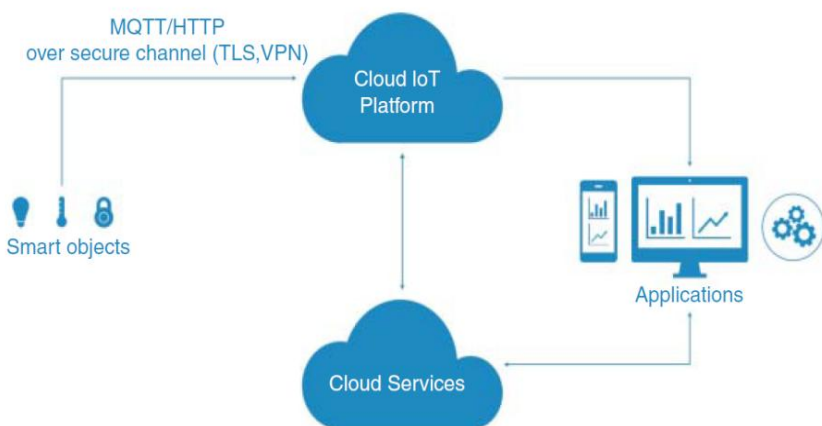 MQTT/HTTP
over secure channel (TLS,VPN)
Cloud IoT
Platform
Smart objects
Applications
Cloud Services